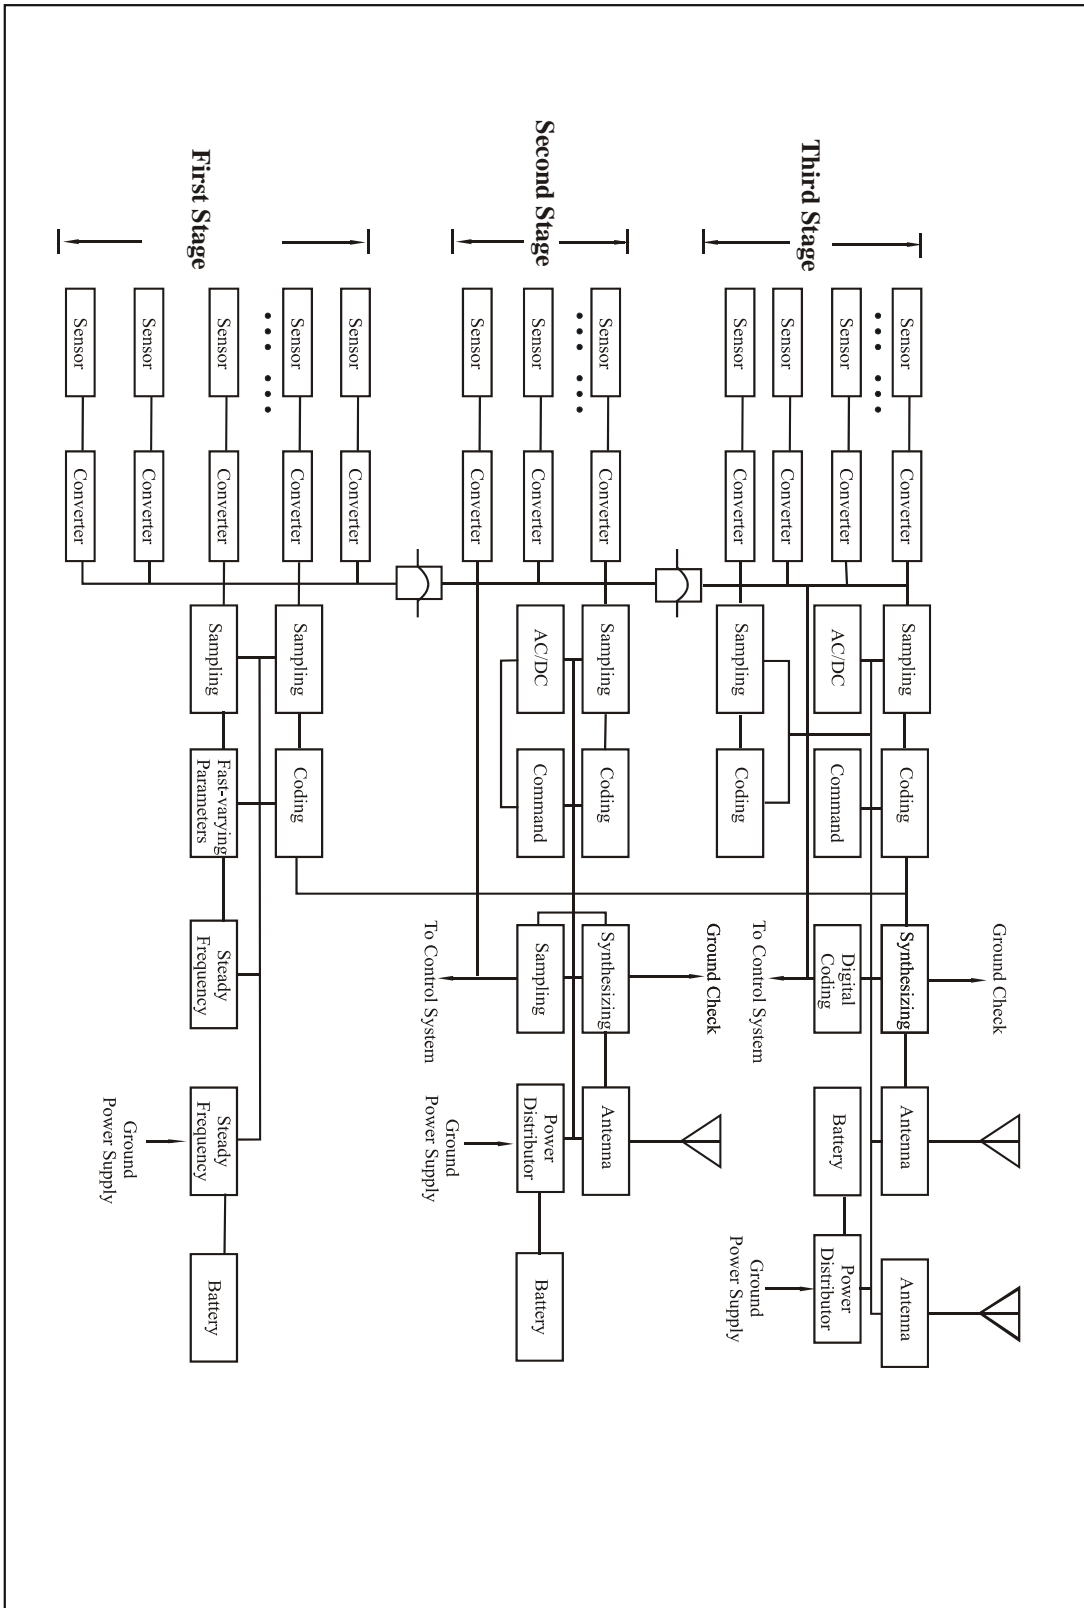 Ground Check
Sensor
Converter
Sampling
Coding
Synthesizing
Antenna
Antenna
Third Stage
Sensor
Converter
AC/DC
Command
Digital
Coding
Battery
Power
Distributor
Sensor
Converter
Sensor
Converter
Sampling
Coding
To Control System
Ground
Power Supply
Ground Check
Second Stage
Sensor
Converter
Sampling
Coding
Synthesizing
Antenna
Sensor
Converter
AC/DC
Command
Sampling
Power
Distributor
Battery
Sensor
Converter
To Control System
Ground
Power Supply
First Stage
Sensor
Converter
Sensor
Converter
Sampling
Coding
Sensor
Converter
Sampling
Fast-varying
Parameters
Steady
Frequency
Steady
Frequency
Battery
Sensor
Converter
Sensor
Converter
Ground
Power Supply